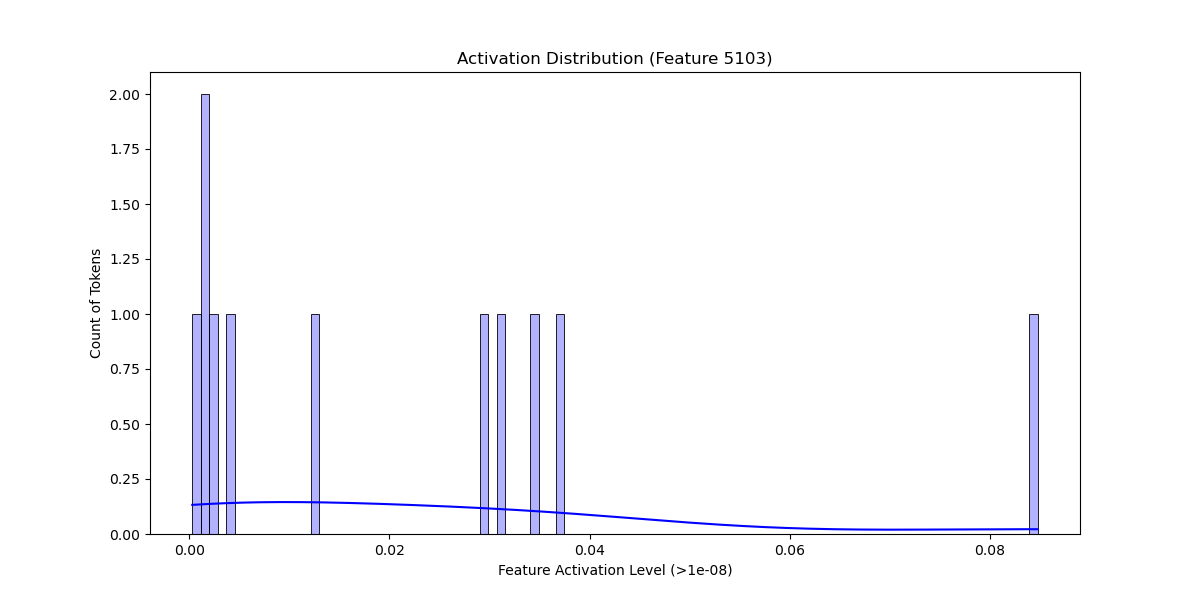 Activation Distribution (Feature 5103)
2.00
1.75
1.50
1.25
1.00
0.75
0.50
0.25
0.00
Count of Tokens
0.00 0.02 0.04 0.06 0.08
Feature Activation Level (>1e-08)